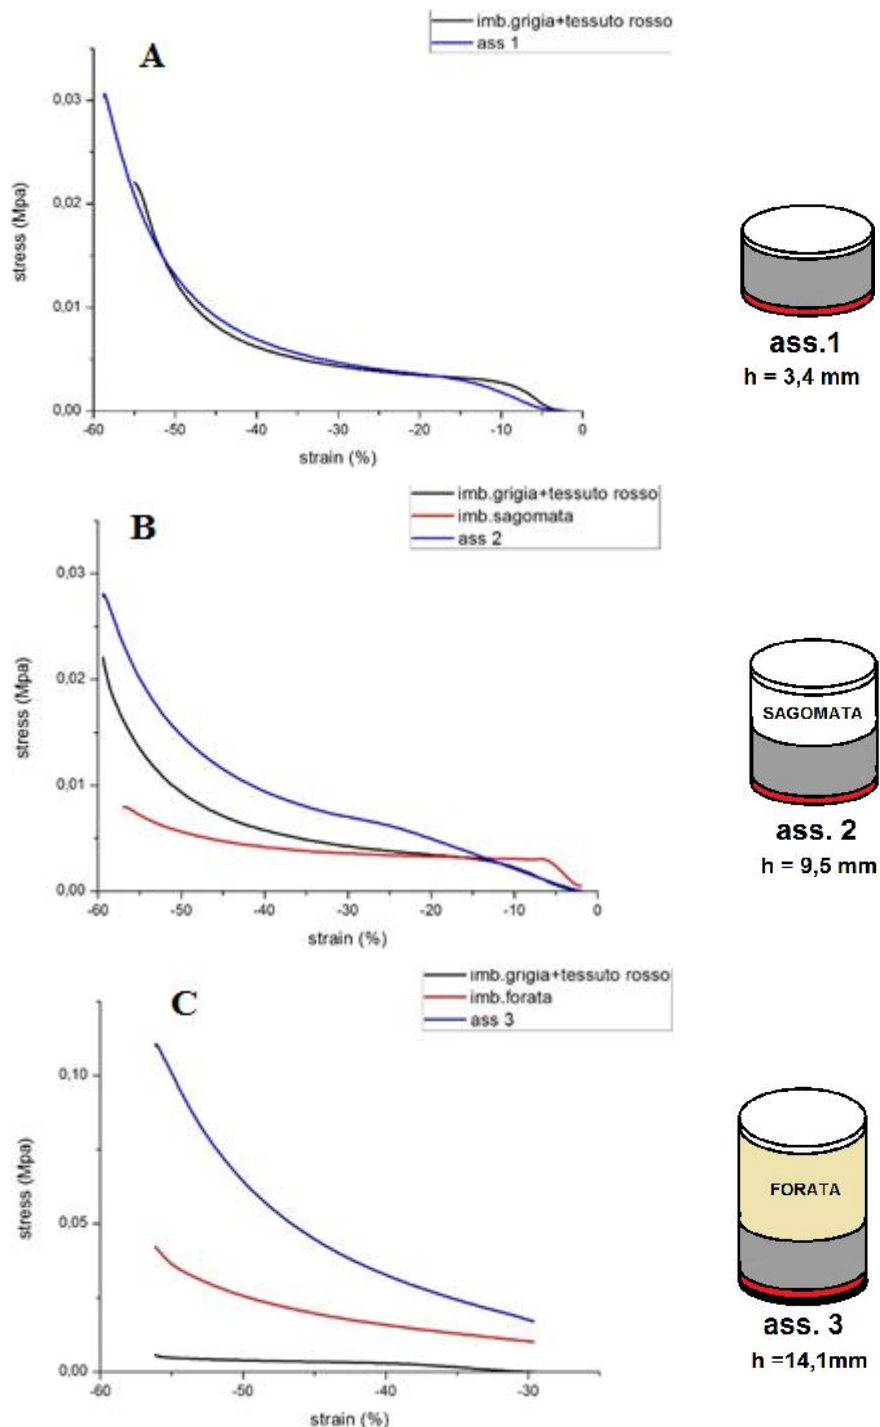 imb.grigia+tessuto rosso
ass 1
A
0,03
0,02
0,01
0,00
stress (Mpa)
-60
-50
-40
-30
-20
-10
0
strain (%)
ass.1
h = 3,4 mm
imb.grigia+tessuto rosso
imb.sagomata
ass 2
B
0,03
0,02
0,01
0,00
stress (Mpa)
-60
-50
-40
-30
-20
-10
0
strain (%)
SAGOMATA
ass. 2
h = 9,5 mm
imb.grigia+tessuto rosso
imb.forata
ass 3
C
0,10
0,05
0,00
stress (Mpa)
-60
-50
-40
-30
strain (%)
FORATA
ass. 3
h =14,1mm